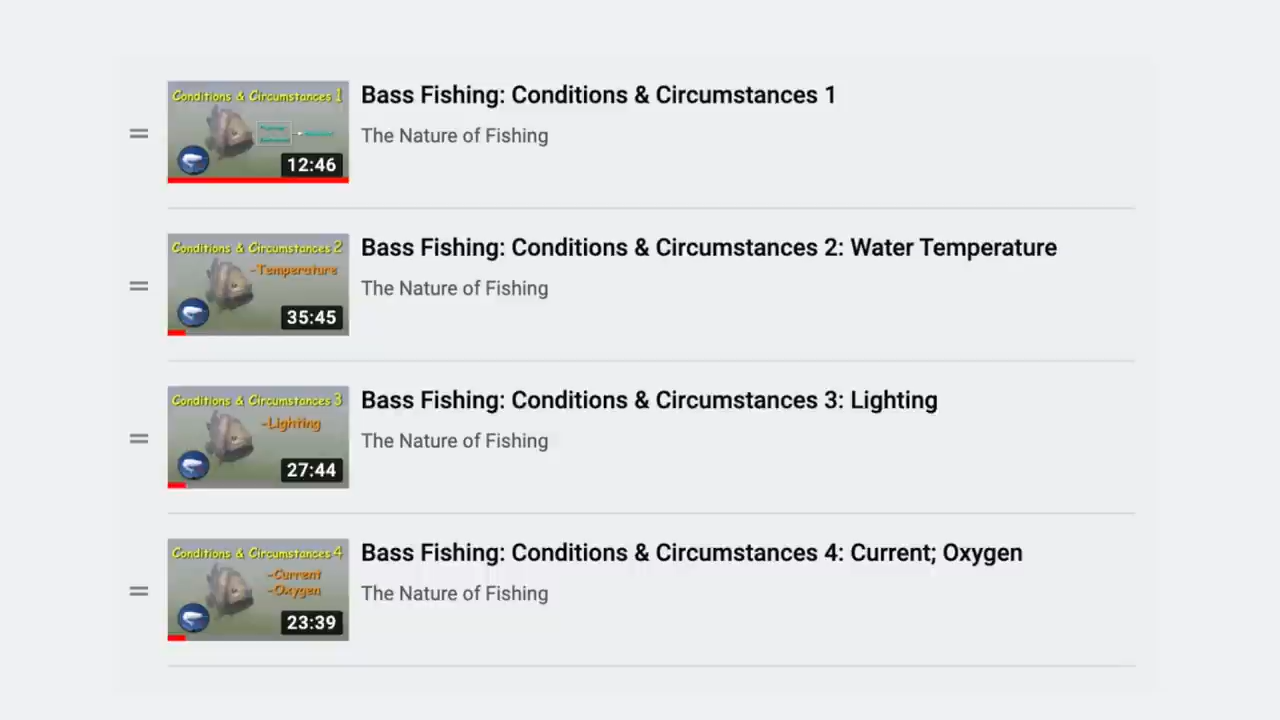 Conditions & Circumstances 1
12:46
Bass Fishing: Conditions & Circumstances 1
The Nature of Fishing
Conditions & Circumstances 2
-Temperature
35:45
Bass Fishing: Conditions & Circumstances 2: Water Temperature
The Nature of Fishing
Conditions & Circumstances 3
-Lighting
27:44
Bass Fishing: Conditions & Circumstances 3: Lighting
The Nature of Fishing
Conditions & Circumstances 4
-Current
-Oxygen
23:39
Bass Fishing: Conditions & Circumstances 4: Current; Oxygen
The Nature of Fishing